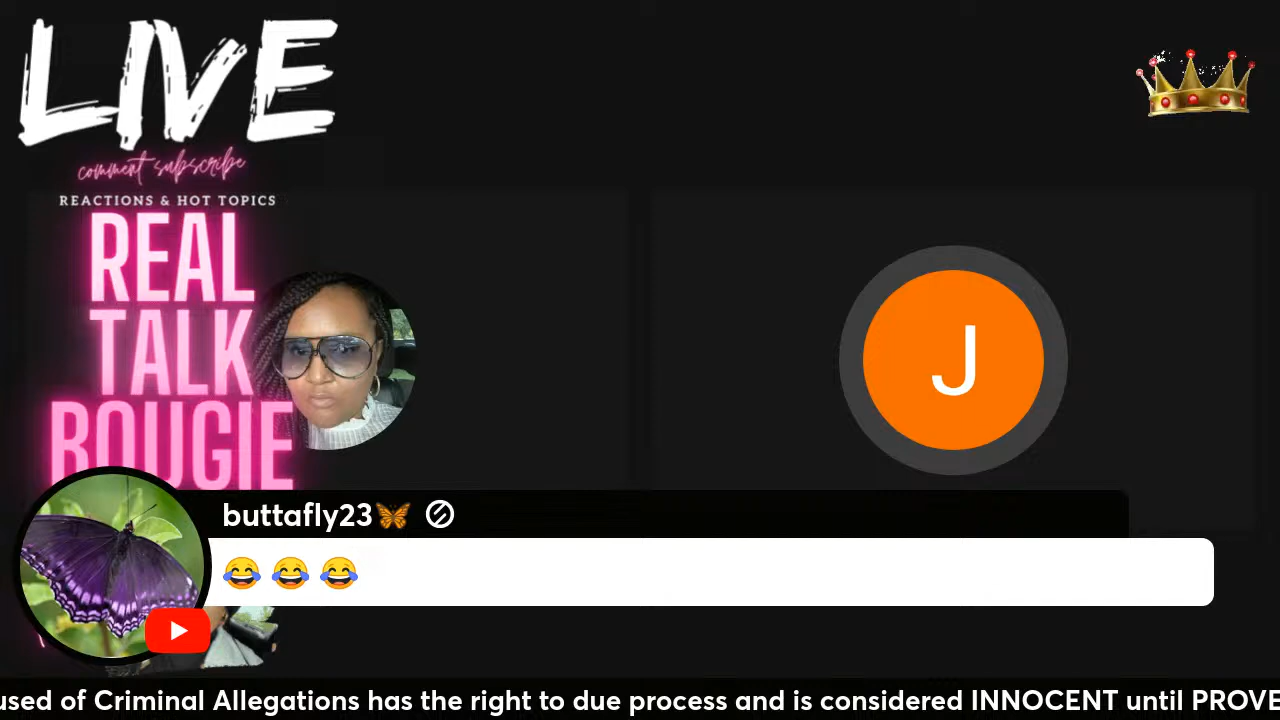 LIVE
comment subscribe
REACTIONS & HOT TOPICS
REAL
TALK
BOUGIE
J
buttafly23🦋
😂 😂 😂
used of Criminal Allegations has the right to due process and is considered INNOCENT until PROVE